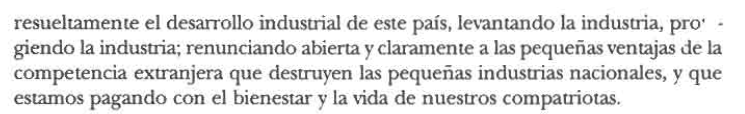 resueltamente el desarrollo industrial de este país, levantando la industria, pro
giendo la industria; renunciando abierta y claramente a las pequeñas ventajas de la
competencia extranjera que destruyen las pequeñas industrias nacionales, y que
estamos pagando con el bienestar y la vida de nuestros compatriotas.